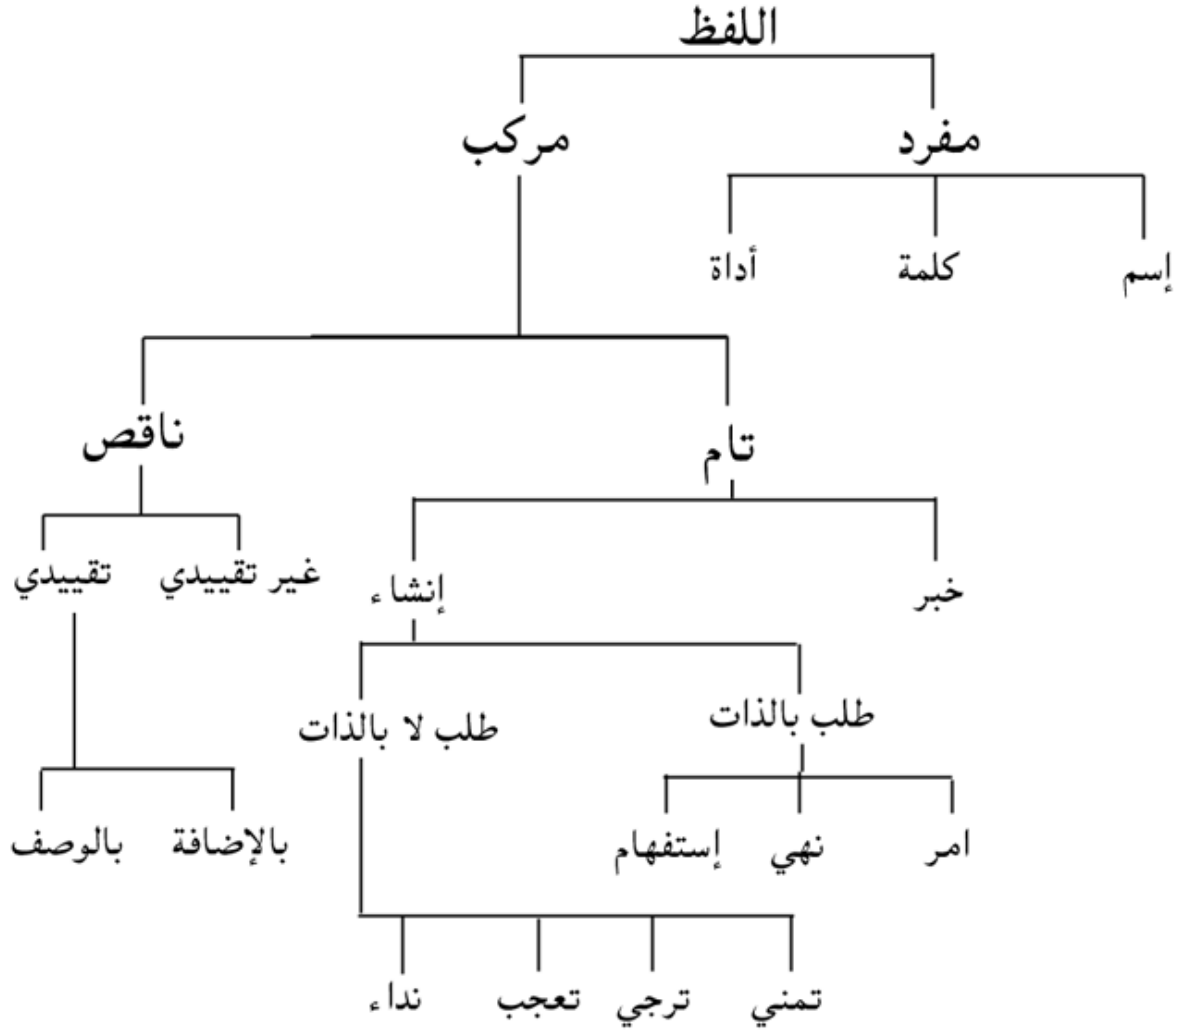 اللفظ
مفرد
مركب
إسم
كلمة
أداة
تام
ناقص
خبر
إنشاء
غير تقييدي
تقييدي
طلب بالذات
طلب لا بالذات
امر
نهي
إستفهام
بالإضافة
بالوصف
تمني
ترجي
تعجب
نداء